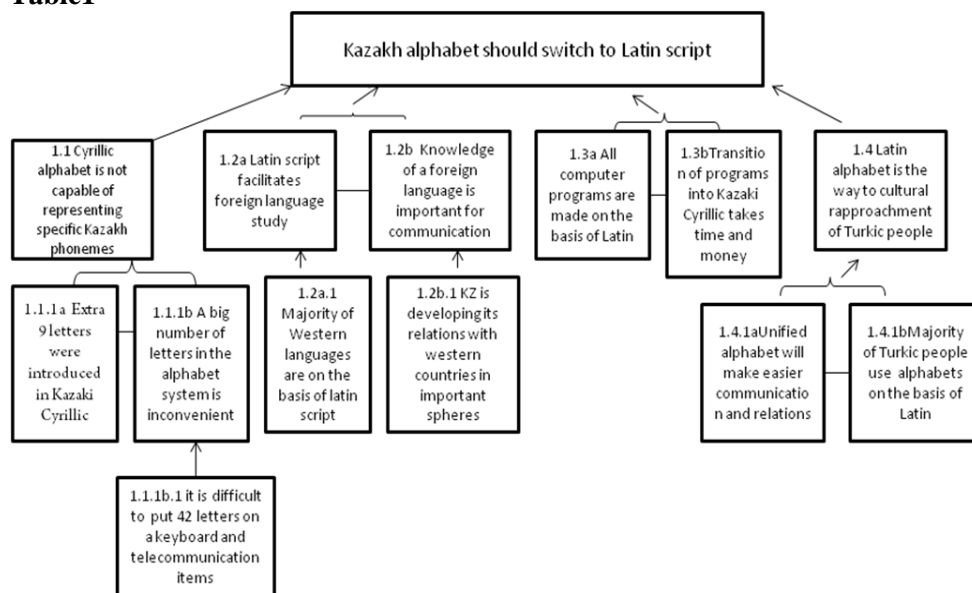 Table1
Kazakh alphabet should switch to Latin script
1.1 Cyrillic
alphabet is not
capable of
representing
specific Kazakh
phonemes
1.2a Latin script
facilitates
foreign language
study
1.2b Knowledge
of a foreign
language is
important for
communication
1.3a All
computer
programs are
made on the
basis of Latin
1.3bTransitio
n of programs
into Kazaki
Cyrillic takes
time and
money
1.4 Latin
alphabet is the
way to cultural
rapproachment
of Turkic people
1.1.1a Extra
9 letters
were
introduced
in Kazaki
Cyrillic
1.1.1b A big
number of
letters in the
alphabet
system is
inconvenient
1.2a.1
Majority of
Western
languages
are on the
basis of latin
script
1.2b.1 KZ is
developing its
relations with
western
countries in
important
spheres
1.4.1aUnified
alphabet will
make easier
communicatio
n and relations
1.4.1bMajority
of Turkic people
use alphabets
on the basis of
Latin
1.1.1b.1 it is difficult
to put 42 letters on
a keyboard and
telecommunication
items